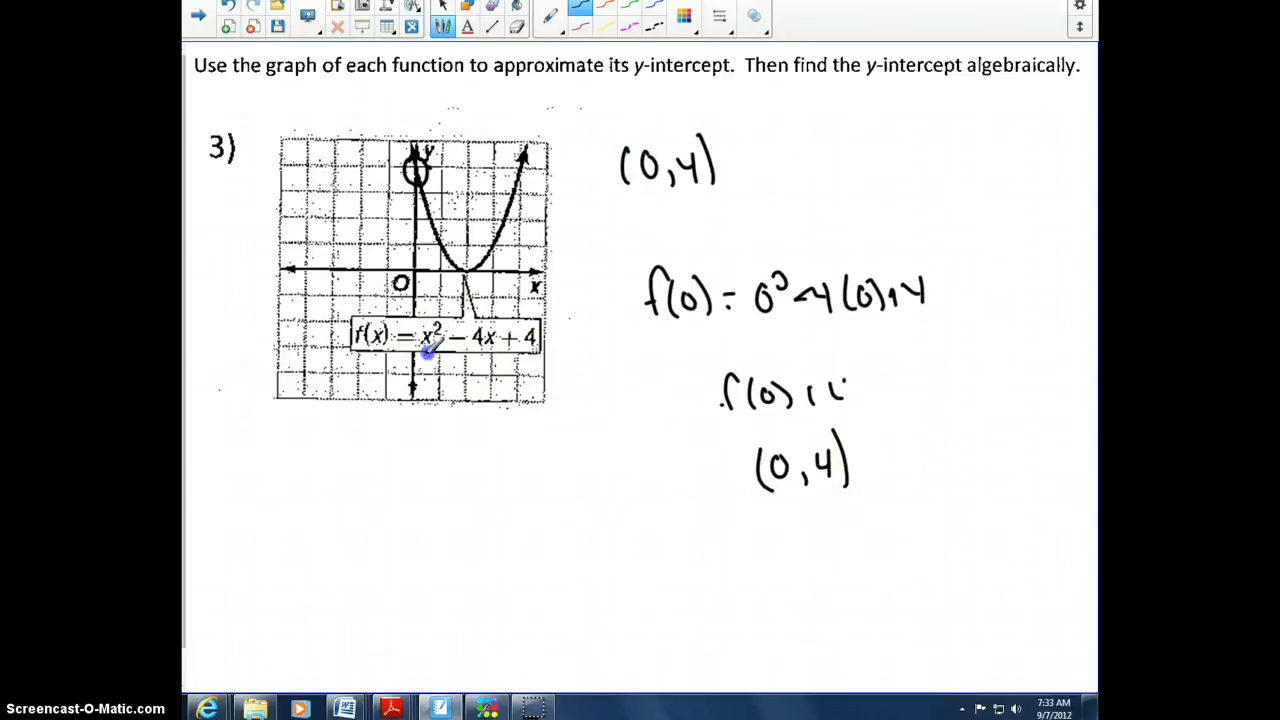 Use the graph of each function to approximate its y-intercept. Then find the y-intercept algebraically.
3)
y
(0,4)
O
x
f(0) = 0² - 4(0) + 4
f(x) = x² − 4x + 4
f(0)
(0,4)
Screencast-O-Matic.com
7:33 AM
9/7/2012